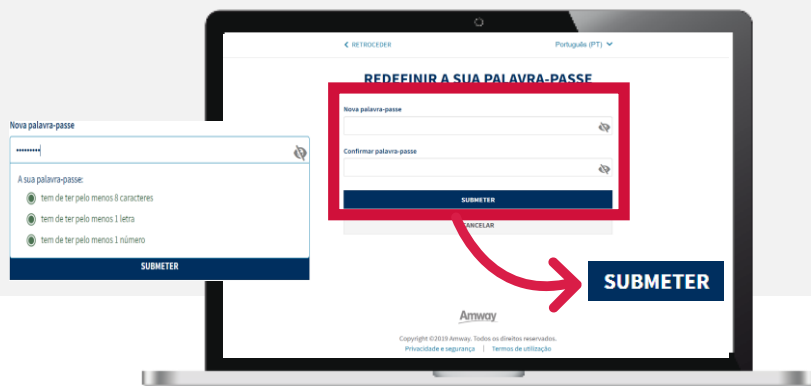 RETROCEDER
Português (PT)
REDEFINIR A SUA PALAVRA-PASSE
Nova palavra-passe
Confirmar palavra-passe
SUBMETER
CANCELAR
Nova palavra-passe
A sua palavra-passe:
tem de ter pelo menos 8 caracteres
tem de ter pelo menos 1 letra
tem de ter pelo menos 1 número
SUBMETER
SUBMETER
Amway
Copyright ©2019 Amway. Todos os direitos reservados.
Privacidade e segurança | Termos de utilização